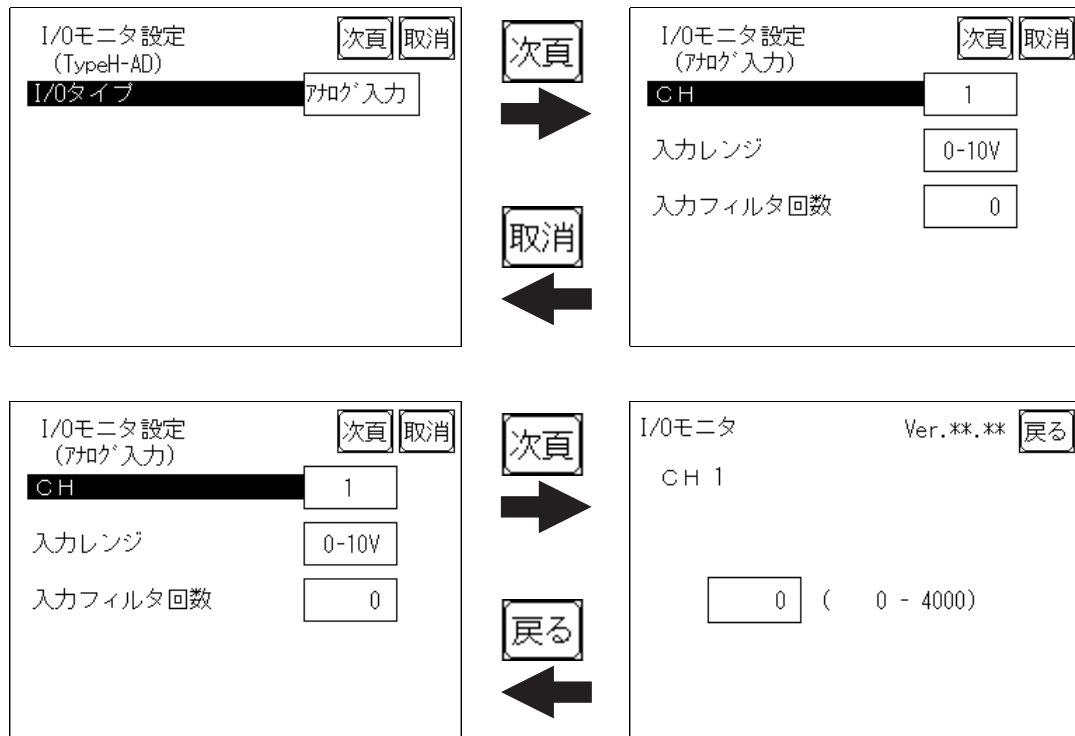 I/Oモニタ設定 次頁 取消
(TypeH-AD)
I/Oタイプ ｱﾅﾛｸﾞ入力
次頁
取消
I/Oモニタ設定 次頁 取消
(ｱﾅﾛｸﾞ入力)
ＣＨ 1
入力レンジ 0-10V
入力フィルタ回数 0
I/Oモニタ設定 次頁 取消
(ｱﾅﾛｸﾞ入力)
ＣＨ 1
入力レンジ 0-10V
入力フィルタ回数 0
次頁
戻る
I/Oモニタ Ver.**.** 戻る
ＣＨ 1
0 ( 0 - 4000)